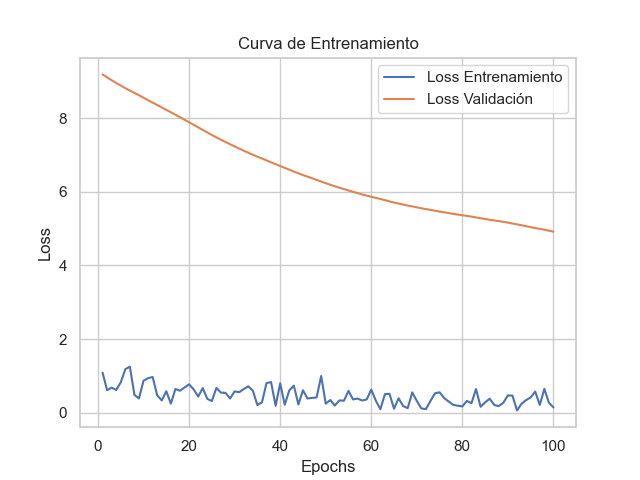 Curva de Entrenamiento
Loss Entrenamiento
Loss Validación
8
6
4
2
0
Loss
0 20 40 60 80 100
Epochs